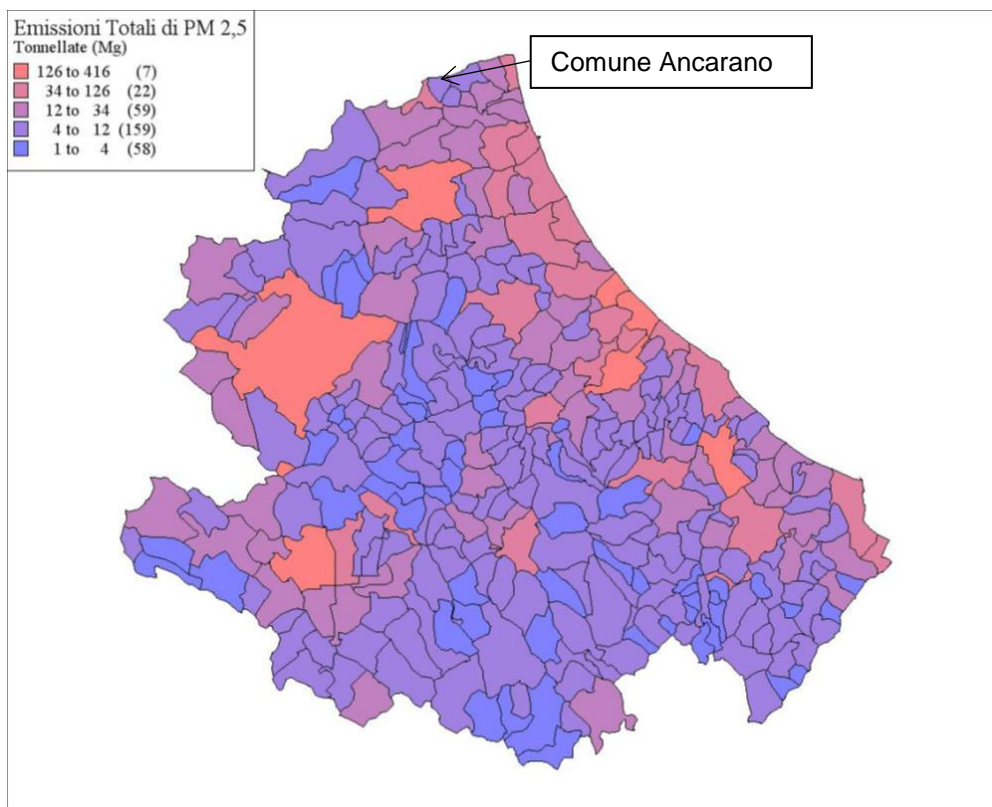 Emissioni Totali di PM 2,5
Tonnellate (Mg)
126 to 416 (7)
34 to 126 (22)
12 to 34 (59)
4 to 12 (159)
1 to 4 (58)
Comune Ancarano